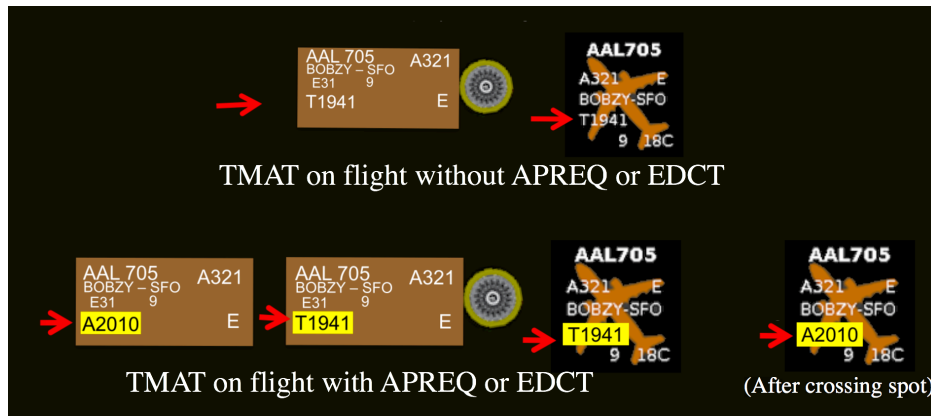 AAL 705 A321
BOBZY – SFO
E31 9
T1941 E
AAL705
A321 E
BOBZY-SFO
T1941
9 18C
TMAT on flight without APREQ or EDCT
AAL 705 A321
BOBZY – SFO
E31 9
A2010 E
AAL 705 A321
BOBZY – SFO
E31 9
T1941 E
AAL705
A321 E
BOBZY-SFO
T1941
9 18C
AAL705
A321 E
BOBZY-SFO
A2010
9 18C
TMAT on flight with APREQ or EDCT
(After crossing spot)